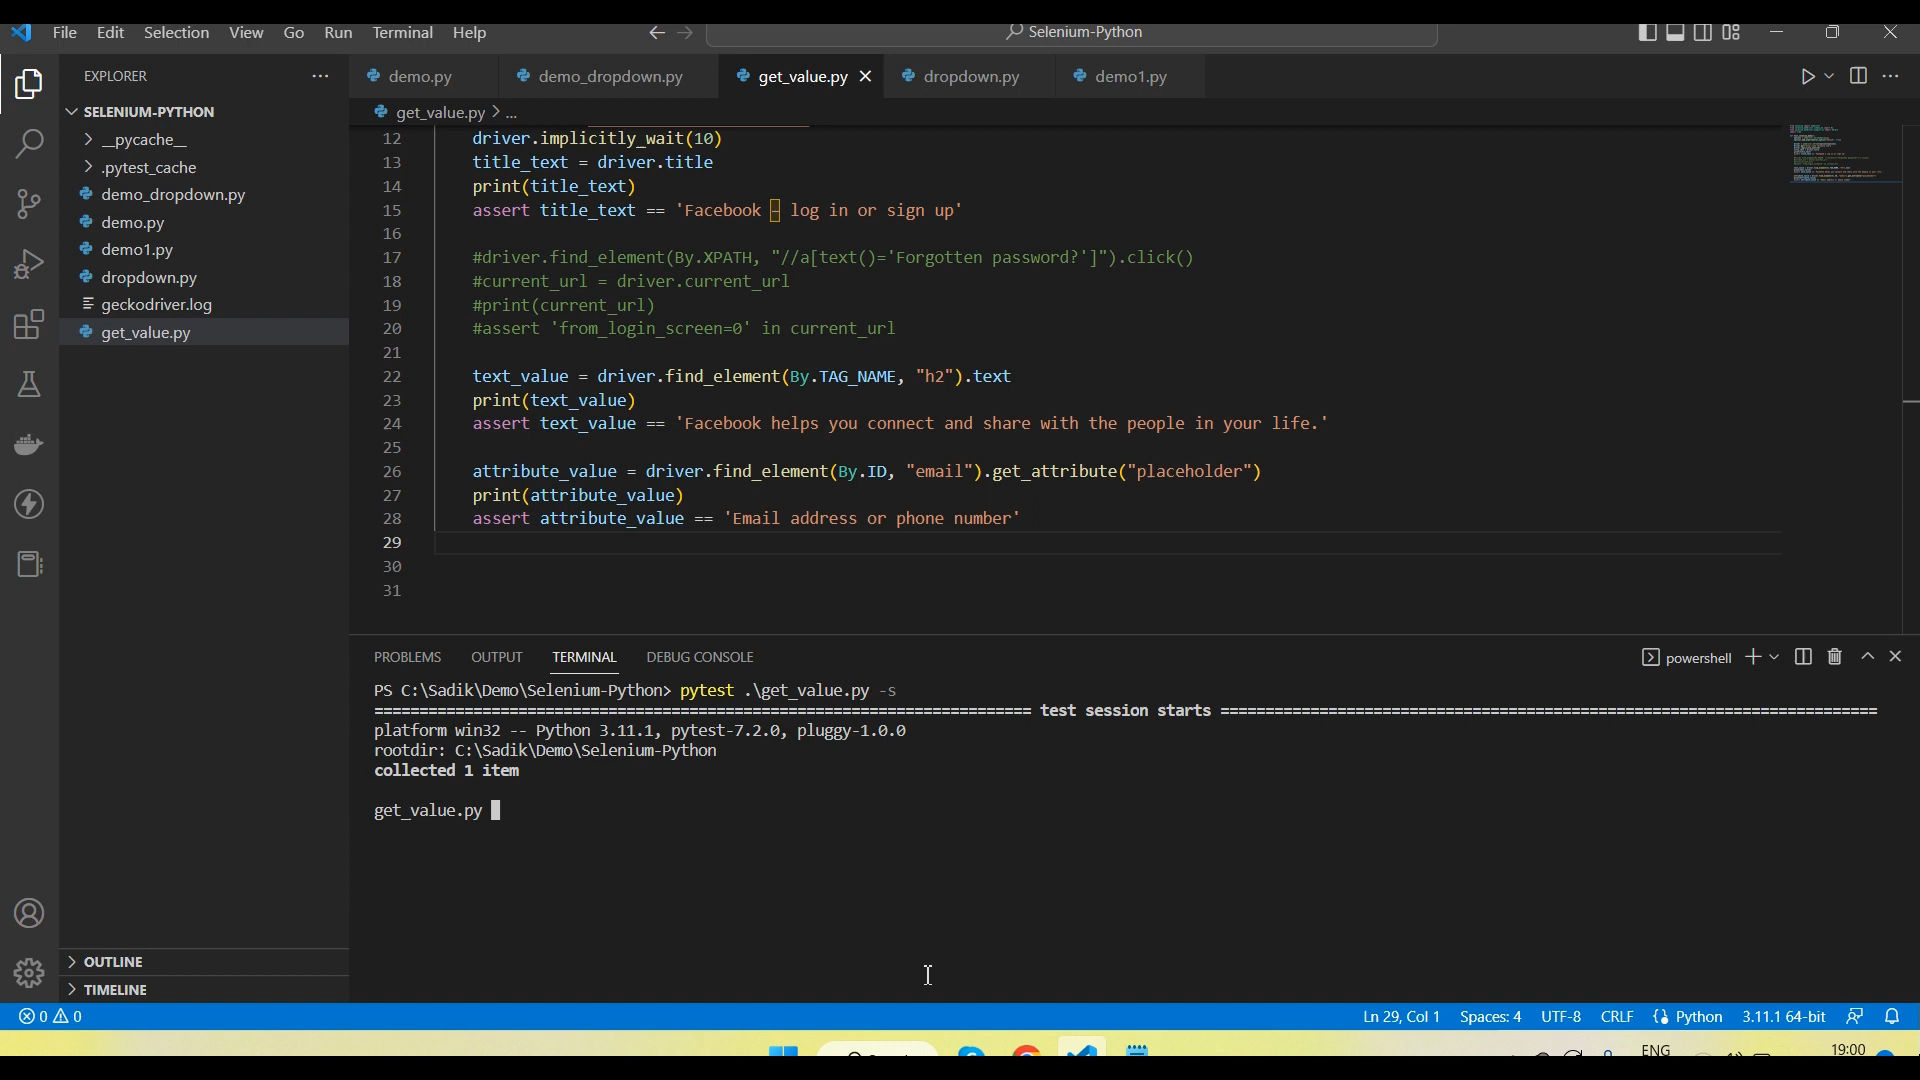 File Edit Selection View Go Run Terminal Help
Selenium-Python
EXPLORER
demo.py
demo_dropdown.py
get_value.py
dropdown.py
demo1.py
SELENIUM-PYTHON
__pycache__
.pytest_cache
demo_dropdown.py
demo.py
demo1.py
dropdown.py
geckodriver.log
get_value.py
OUTLINE
TIMELINE
get_value.py > ...
12 driver.implicitly_wait(10)
13 title_text = driver.title
14 print(title_text)
15 assert title_text == 'Facebook – log in or sign up'
16
17 #driver.find_element(By.XPATH, "//a[text()='Forgotten password?']").click()
18 #current_url = driver.current_url
19 #print(current_url)
20 #assert 'from_login_screen=0' in current_url
21
22 text_value = driver.find_element(By.TAG_NAME, "h2").text
23 print(text_value)
24 assert text_value == 'Facebook helps you connect and share with the people in your life.'
25
26 attribute_value = driver.find_element(By.ID, "email").get_attribute("placeholder")
27 print(attribute_value)
28 assert attribute_value == 'Email address or phone number'
29
30
31
PROBLEMS OUTPUT TERMINAL DEBUG CONSOLE
powershell
PS C:\Sadik\Demo\Selenium-Python> pytest .\get_value.py -s
test session starts
platform win32 -- Python 3.11.1, pytest-7.2.0, pluggy-1.0.0
rootdir: C:\Sadik\Demo\Selenium-Python
collected 1 item
get_value.py
0 0
Ln 29, Col 1 Spaces: 4 UTF-8 CRLF Python 3.11.1 64-bit
ENG
19:00